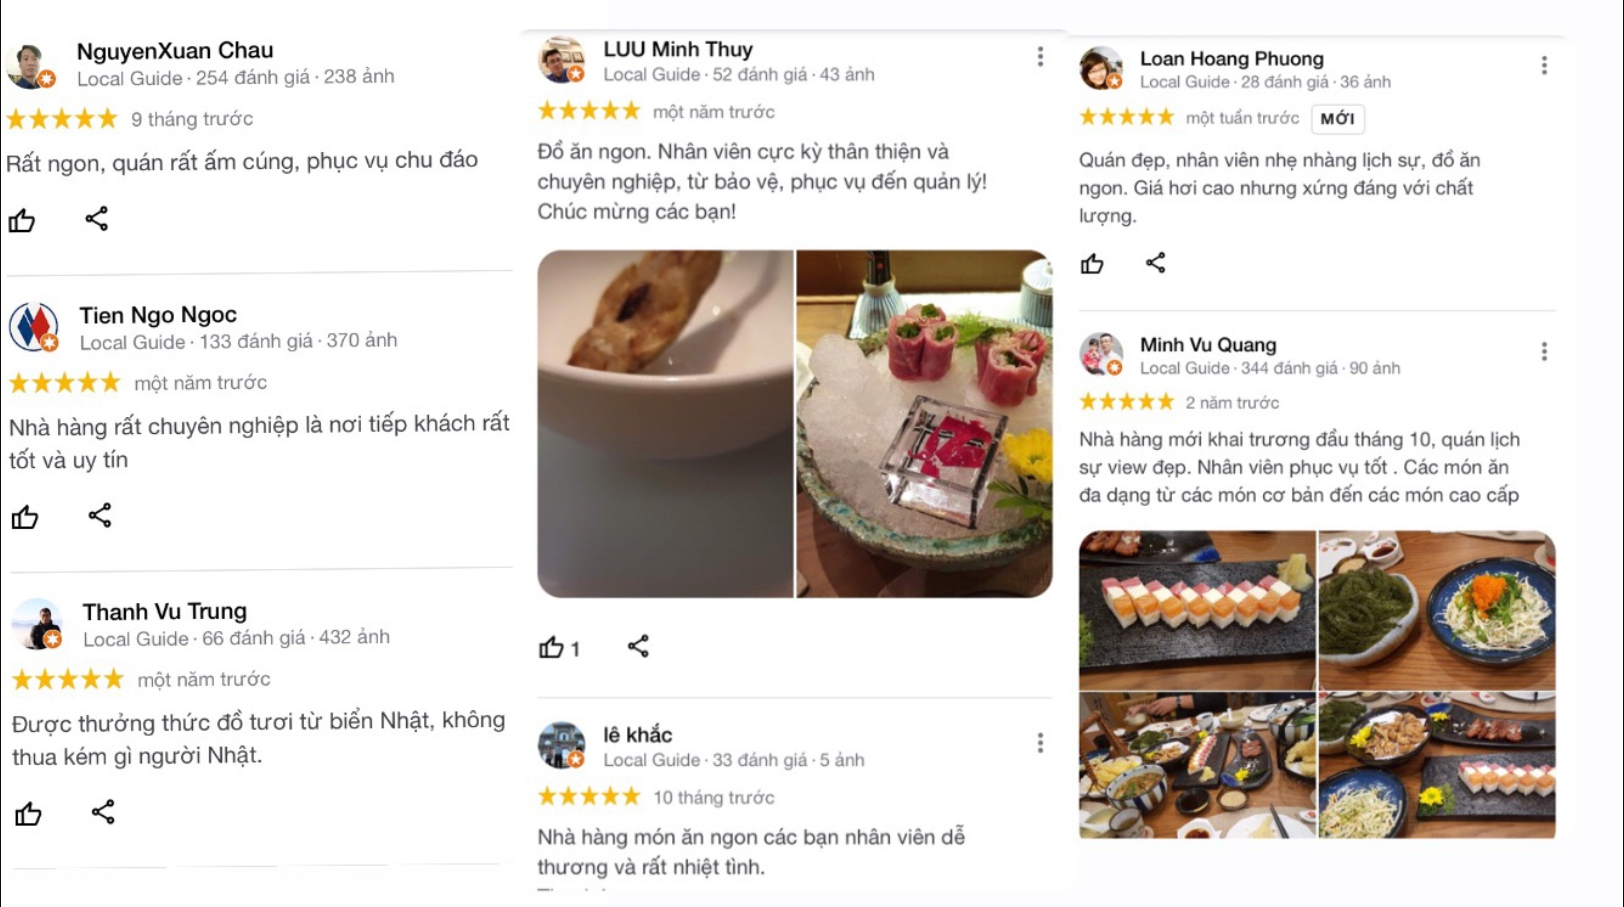 NguyenXuan Chau
Local Guide · 254 đánh giá · 238 ảnh
9 tháng trước
Rất ngon, quán rất ấm cúng, phục vụ chu đáo
Tien Ngo Ngoc
Local Guide · 133 đánh giá · 370 ảnh
một năm trước
Nhà hàng rất chuyên nghiệp là nơi tiếp khách rất
tốt và uy tín
Thanh Vu Trung
Local Guide · 66 đánh giá · 432 ảnh
một năm trước
Được thưởng thức đồ tươi từ biển Nhật, không
thua kém gì người Nhật.
LUU Minh Thuy
Local Guide · 52 đánh giá · 43 ảnh
một năm trước
Đồ ăn ngon. Nhân viên cực kỳ thân thiện và
chuyên nghiệp, từ bảo vệ, phục vụ đến quản lý!
Chúc mừng các bạn!
1
lê khắc
Local Guide · 33 đánh giá · 5 ảnh
10 tháng trước
Nhà hàng món ăn ngon các bạn nhân viên dễ
thương và rất nhiệt tình.
Loan Hoang Phuong
Local Guide · 28 đánh giá · 36 ảnh
một tuần trước MỚI
Quán đẹp, nhân viên nhẹ nhàng lịch sự, đồ ăn
ngon. Giá hơi cao nhưng xứng đáng với chất
lượng.
Minh Vu Quang
Local Guide · 344 đánh giá · 90 ảnh
2 năm trước
Nhà hàng mới khai trương đầu tháng 10, quán lịch
sự view đẹp. Nhân viên phục vụ tốt . Các món ăn
đa dạng từ các món cơ bản đến các món cao cấp